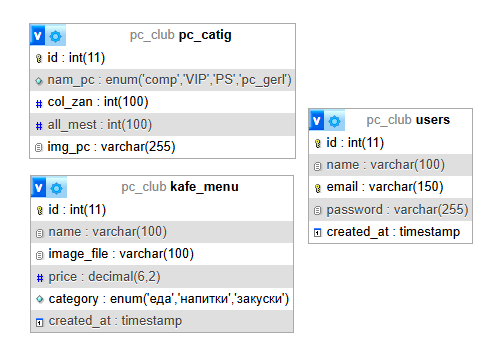 v pc_club pc_catig
id : int(11)
nam_pc : enum('comp','VIP','PS','pc_gerl')
# col_zan : int(100)
# all_mest : int(100)
img_pc : varchar(255)
v pc_club kafe_menu
id : int(11)
name : varchar(100)
image_file : varchar(100)
# price : decimal(6,2)
category : enum('еда','напитки','закуски')
created_at : timestamp
v pc_club users
id : int(11)
name : varchar(100)
email : varchar(150)
password : varchar(255)
created_at : timestamp